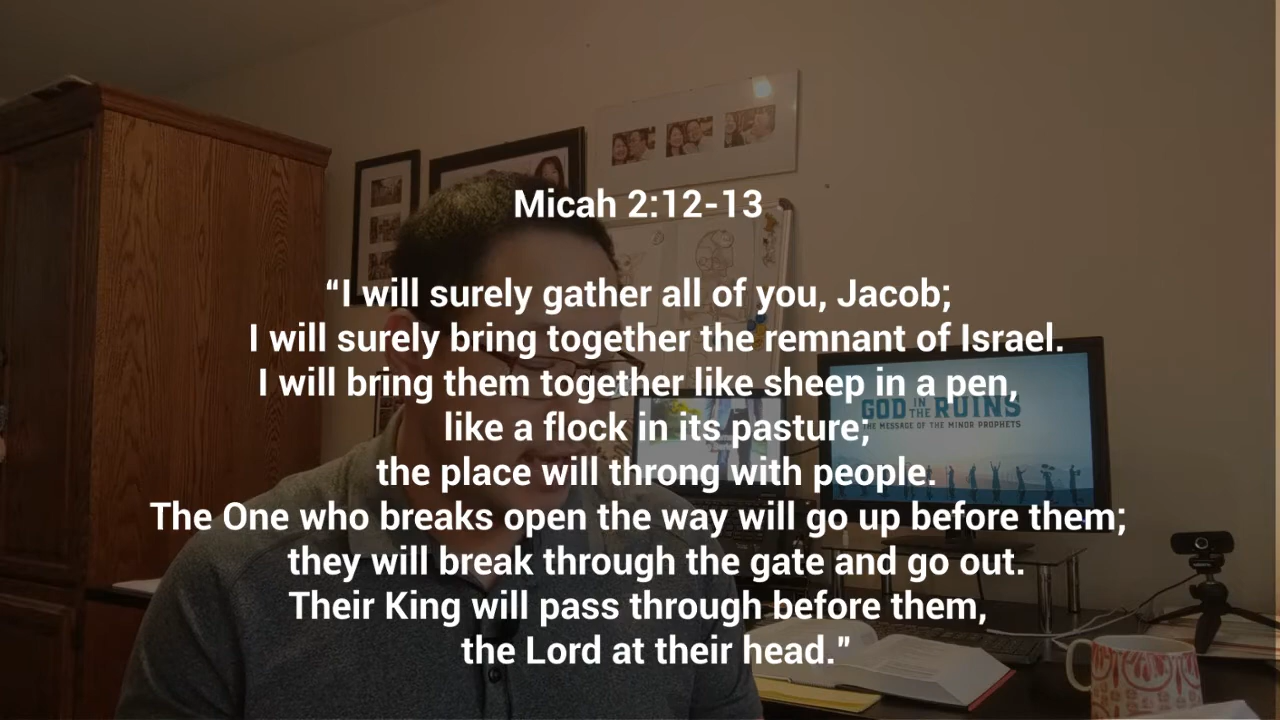 Micah 2:12-13
“I will surely gather all of you, Jacob;
I will surely bring together the remnant of Israel.
I will bring them together like sheep in a pen,
like a flock in its pasture;
the place will throng with people.
The One who breaks open the way will go up before them;
they will break through the gate and go out.
Their King will pass through before them,
the Lord at their head.”
GOD IN THE RUINS
THE MESSAGE OF THE MINOR PROPHETS